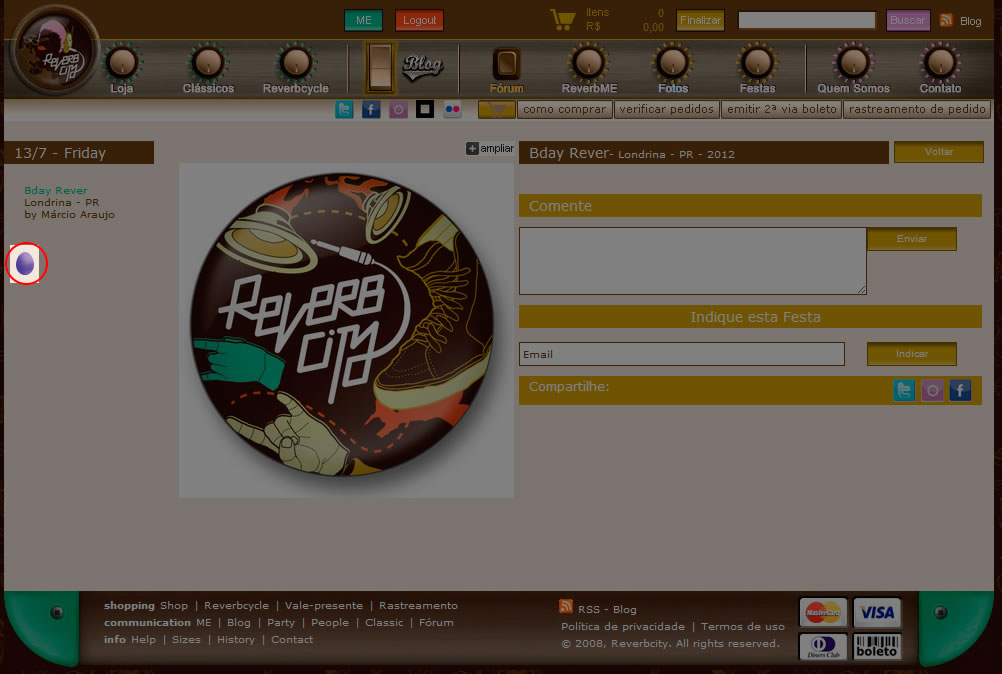 ME Logout
itens 0
R$ 0,00
Finalizar
Buscar
Blog
Reverb City
Loja Clássicos Reverbcycle Blog Fórum ReverbME Fotos Festas Quem Somos Contato
como comprar verificar pedidos emitir 2ª via boleto rastreamento de pedido
13/7 - Friday
Bday Rever
Londrina - PR
by Márcio Araujo
ampliar
ReVeRB CiTy
Bday Rever- Londrina - PR - 2012
Voltar
Comente
Enviar
Indique esta Festa
Email
Indicar
Compartilhe:
shopping Shop | Reverbcycle | Vale-presente | Rastreamento
communication ME | Blog | Party | People | Classic | Fórum
info Help | Sizes | History | Contact
RSS - Blog
Política de privacidade | Termos de uso
© 2008, Reverbcity. All rights reserved.
MasterCard VISA
Diners Club boleto